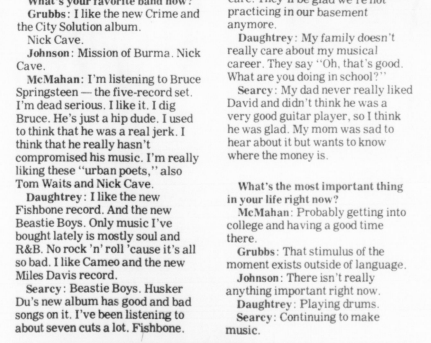 What's your favorite band now?
Grubbs: I like the new Crime and
the City Solution album.
Nick Cave.
Johnson: Mission of Burma. Nick
Cave.
McMahan: I'm listening to Bruce
Springsteen — the five-record set.
I'm dead serious. I like it. I dig
Bruce. He's just a hip dude. I used
to think that he was a real jerk. I
think that he really hasn't
compromised his music. I'm really
liking these "urban poets," also
Tom Waits and Nick Cave.
Daughtrey: I like the new
Fishbone record. And the new
Beastie Boys. Only music I've
bought lately is mostly soul and
R&B. No rock 'n' roll 'cause it's all
so bad. I like Cameo and the new
Miles Davis record.
Searcy: Beastie Boys. Husker
Du's new album has good and bad
songs on it. I've been listening to
about seven cuts a lot. Fishbone.
care. They'll be glad we're not
practicing in our basement
anymore.
Daughtrey: My family doesn't
really care about my musical
career. They say "Oh, that's good.
What are you doing in school?"
Searcy: My dad never really liked
David and didn't think he was a
very good guitar player, so I think
he was glad. My mom was sad to
hear about it but wants to know
where the money is.
What's the most important thing
in your life right now?
McMahan: Probably getting into
college and having a good time
there.
Grubbs: That stimulus of the
moment exists outside of language.
Johnson: There isn't really
anything important right now.
Daughtrey: Playing drums.
Searcy: Continuing to make
music.